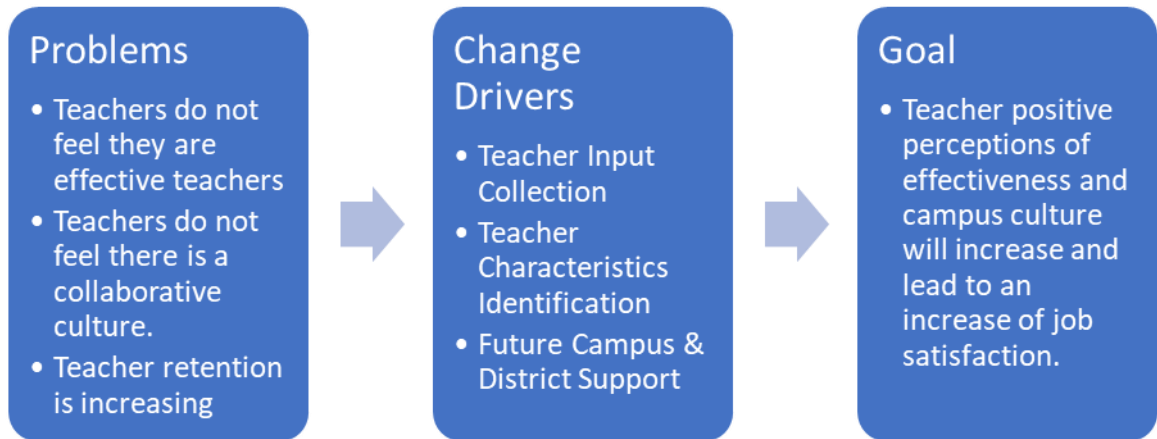 Problems
• Teachers do not
feel they are
effective teachers
• Teachers do not
feel there is a
collaborative
culture.
• Teacher retention
is increasing
Change
Drivers
• Teacher Input
Collection
• Teacher
Characteristics
Identification
• Future Campus &
District Support
Goal
• Teacher positive
perceptions of
effectiveness and
campus culture
will increase and
lead to an
increase of job
satisfaction.